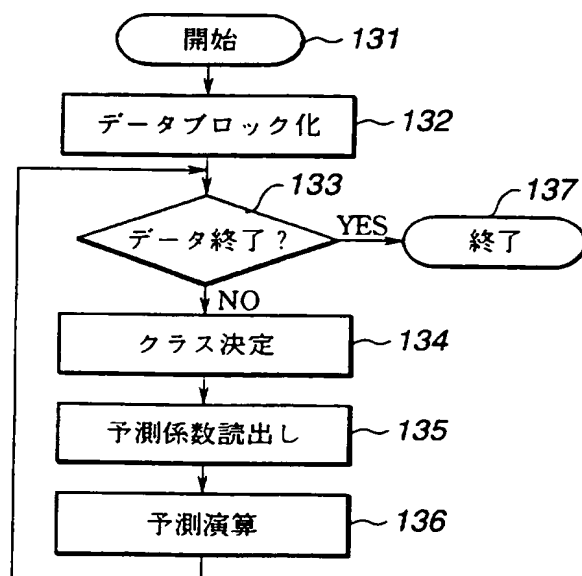 開始
131
データブロック化
132
133
137
データ終了?
YES
終了
NO
クラス決定
134
予測係数読出し
135
予測演算
136